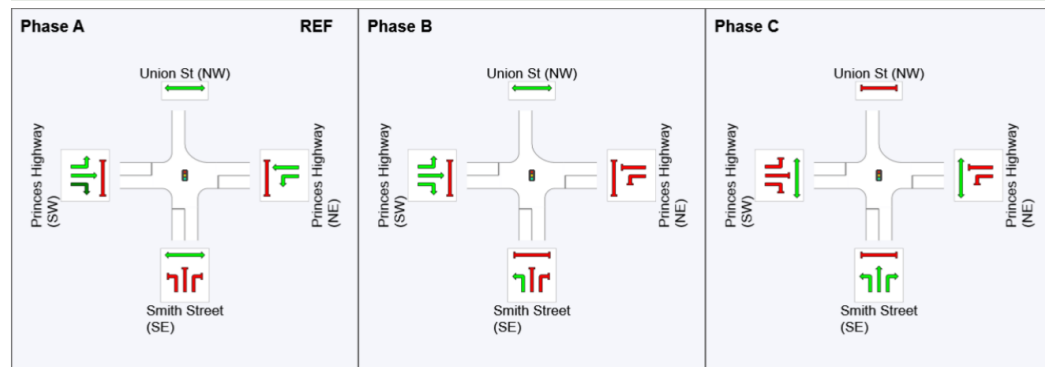 Phase A
REF
Union St (NW)
Princes Highway
(SW)
Princes Highway
(NE)
Smith Street
(SE)
Phase B
Union St (NW)
Princes Highway
(SW)
Princes Highway
(NE)
Smith Street
(SE)
Phase C
Union St (NW)
Princes Highway
(SW)
Princes Highway
(NE)
Smith Street
(SE)